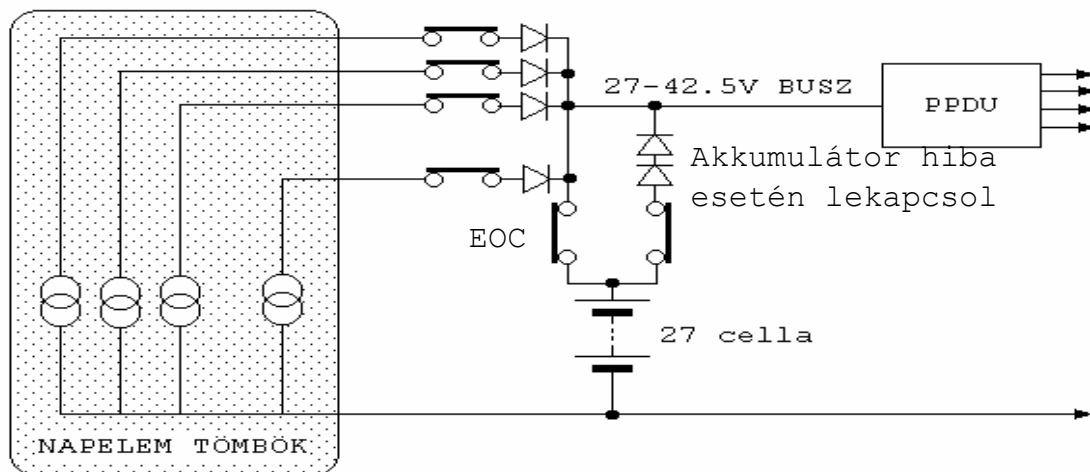 27-42.5V BUSZ
PPDU
Akkumulátor hiba
esetén lekapcsol
EOC
27 cella
NAPELEM TÖMBÖK